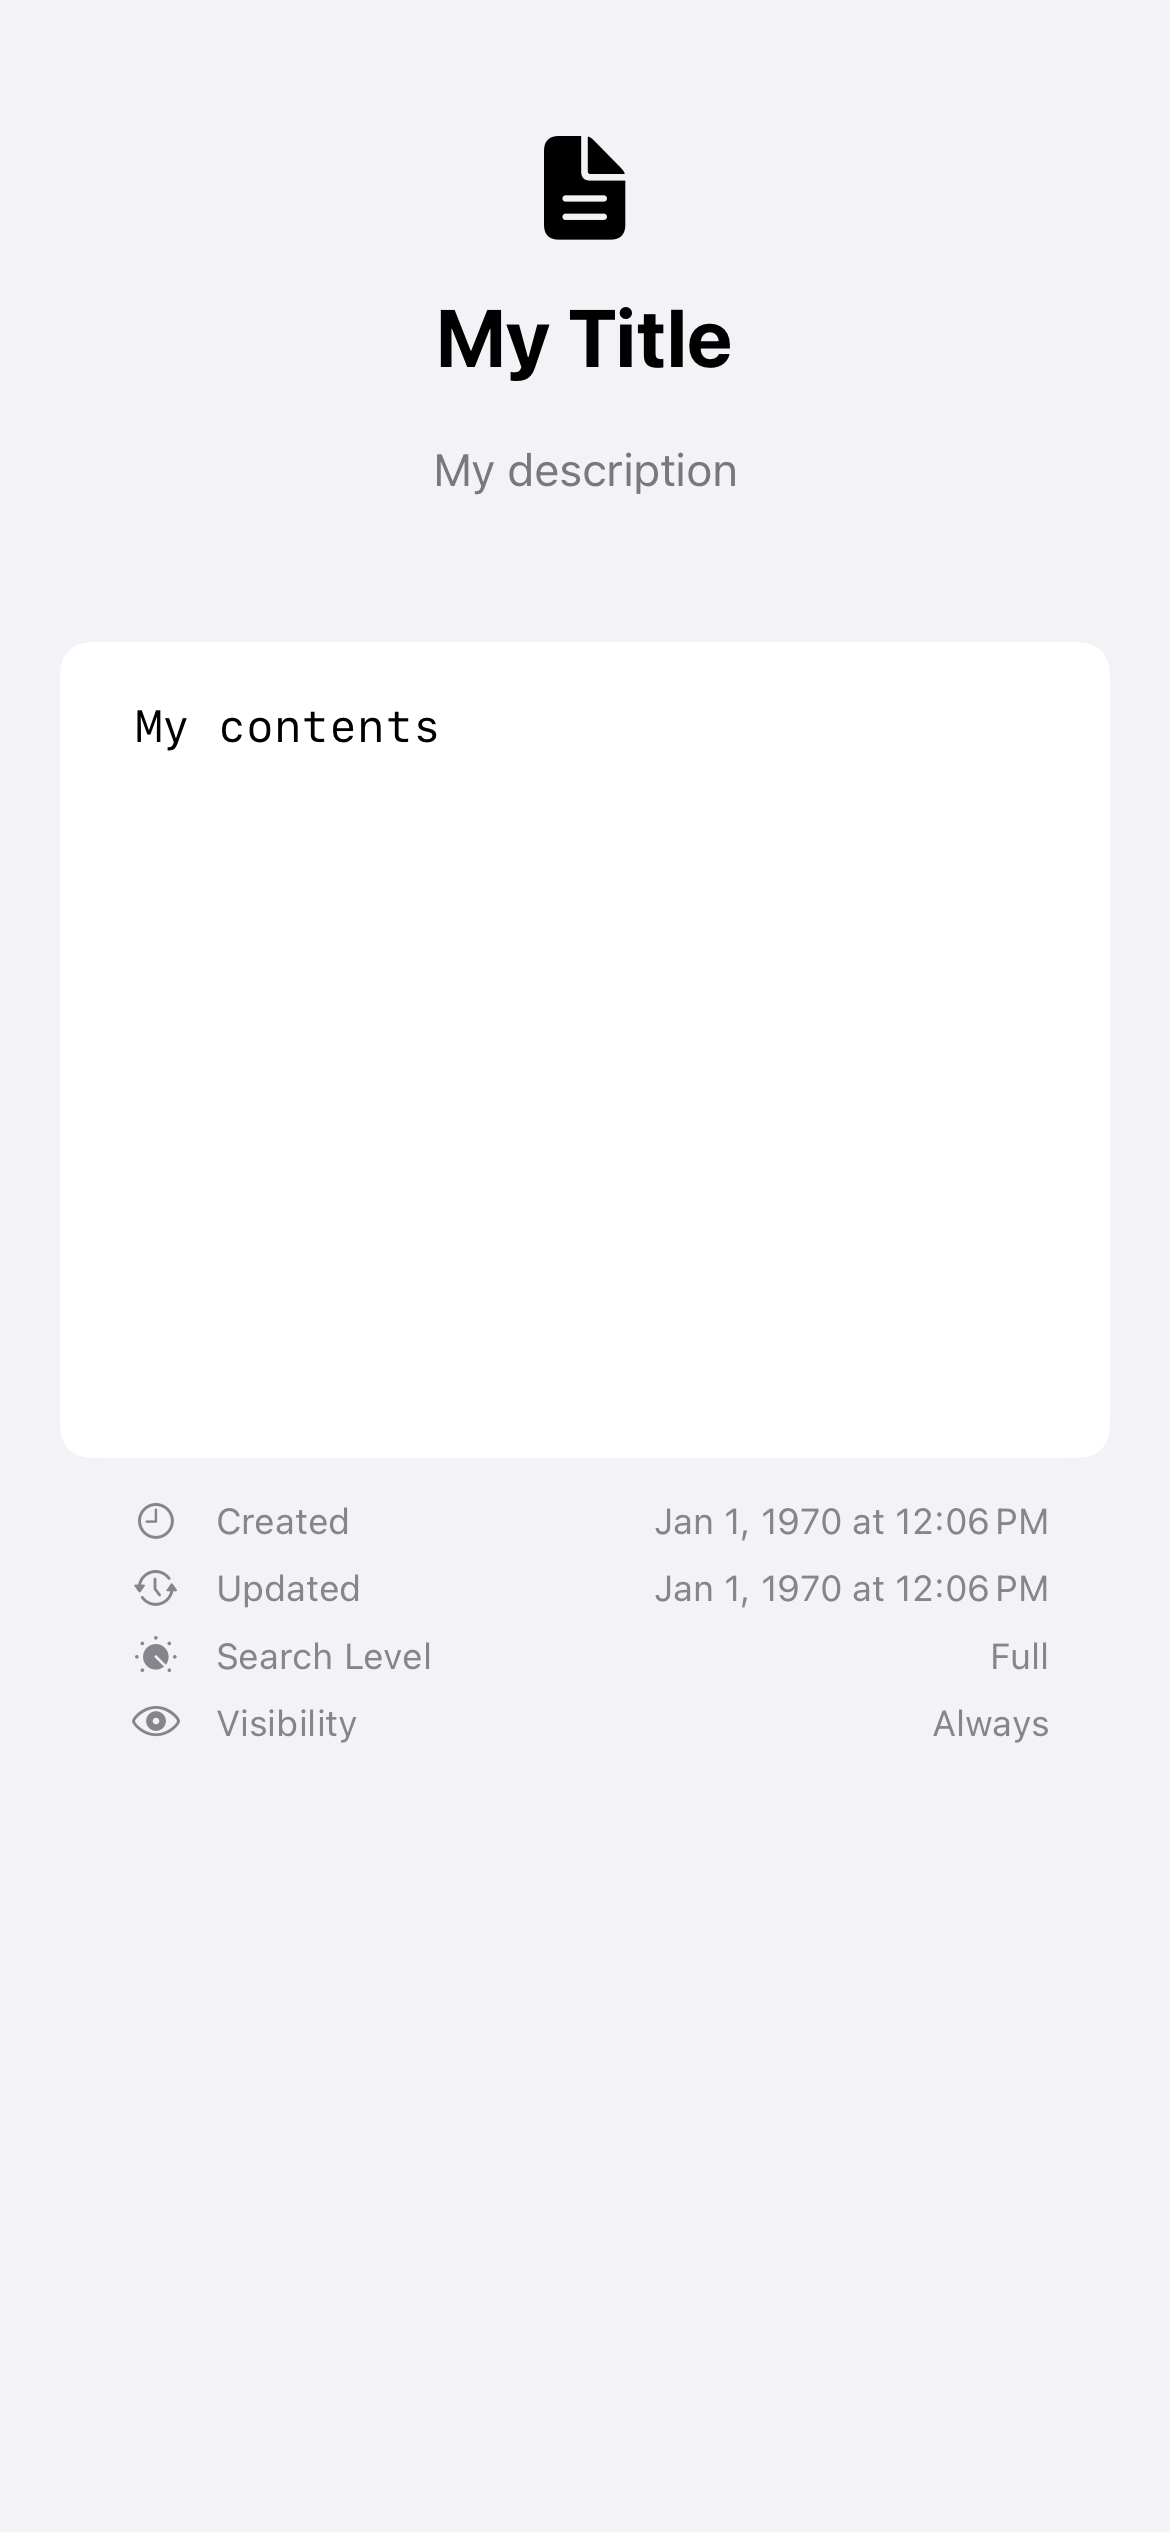 My Title
My description
My contents
Created Jan 1, 1970 at 12:06 PM
Updated Jan 1, 1970 at 12:06 PM
Search Level Full
Visibility Always